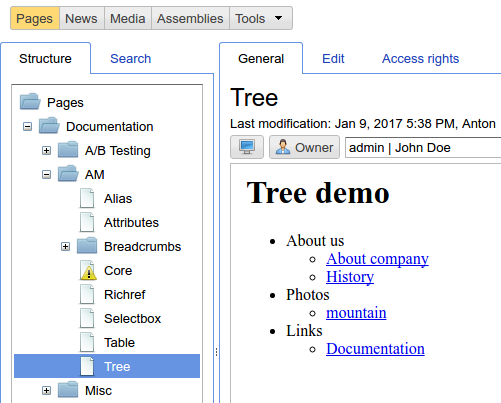 Pages News Media Assemblies Tools
Structure Search
Pages
Documentation
A/B Testing
AM
Alias
Attributes
Breadcrumbs
Core
Richref
Selectbox
Table
Tree
Misc
General Edit Access rights
Tree
Last modification: Jan 9, 2017 5:38 PM, Anton
Owner admin | John Doe
Tree demo
About us
About company
History
Photos
mountain
Links
Documentation